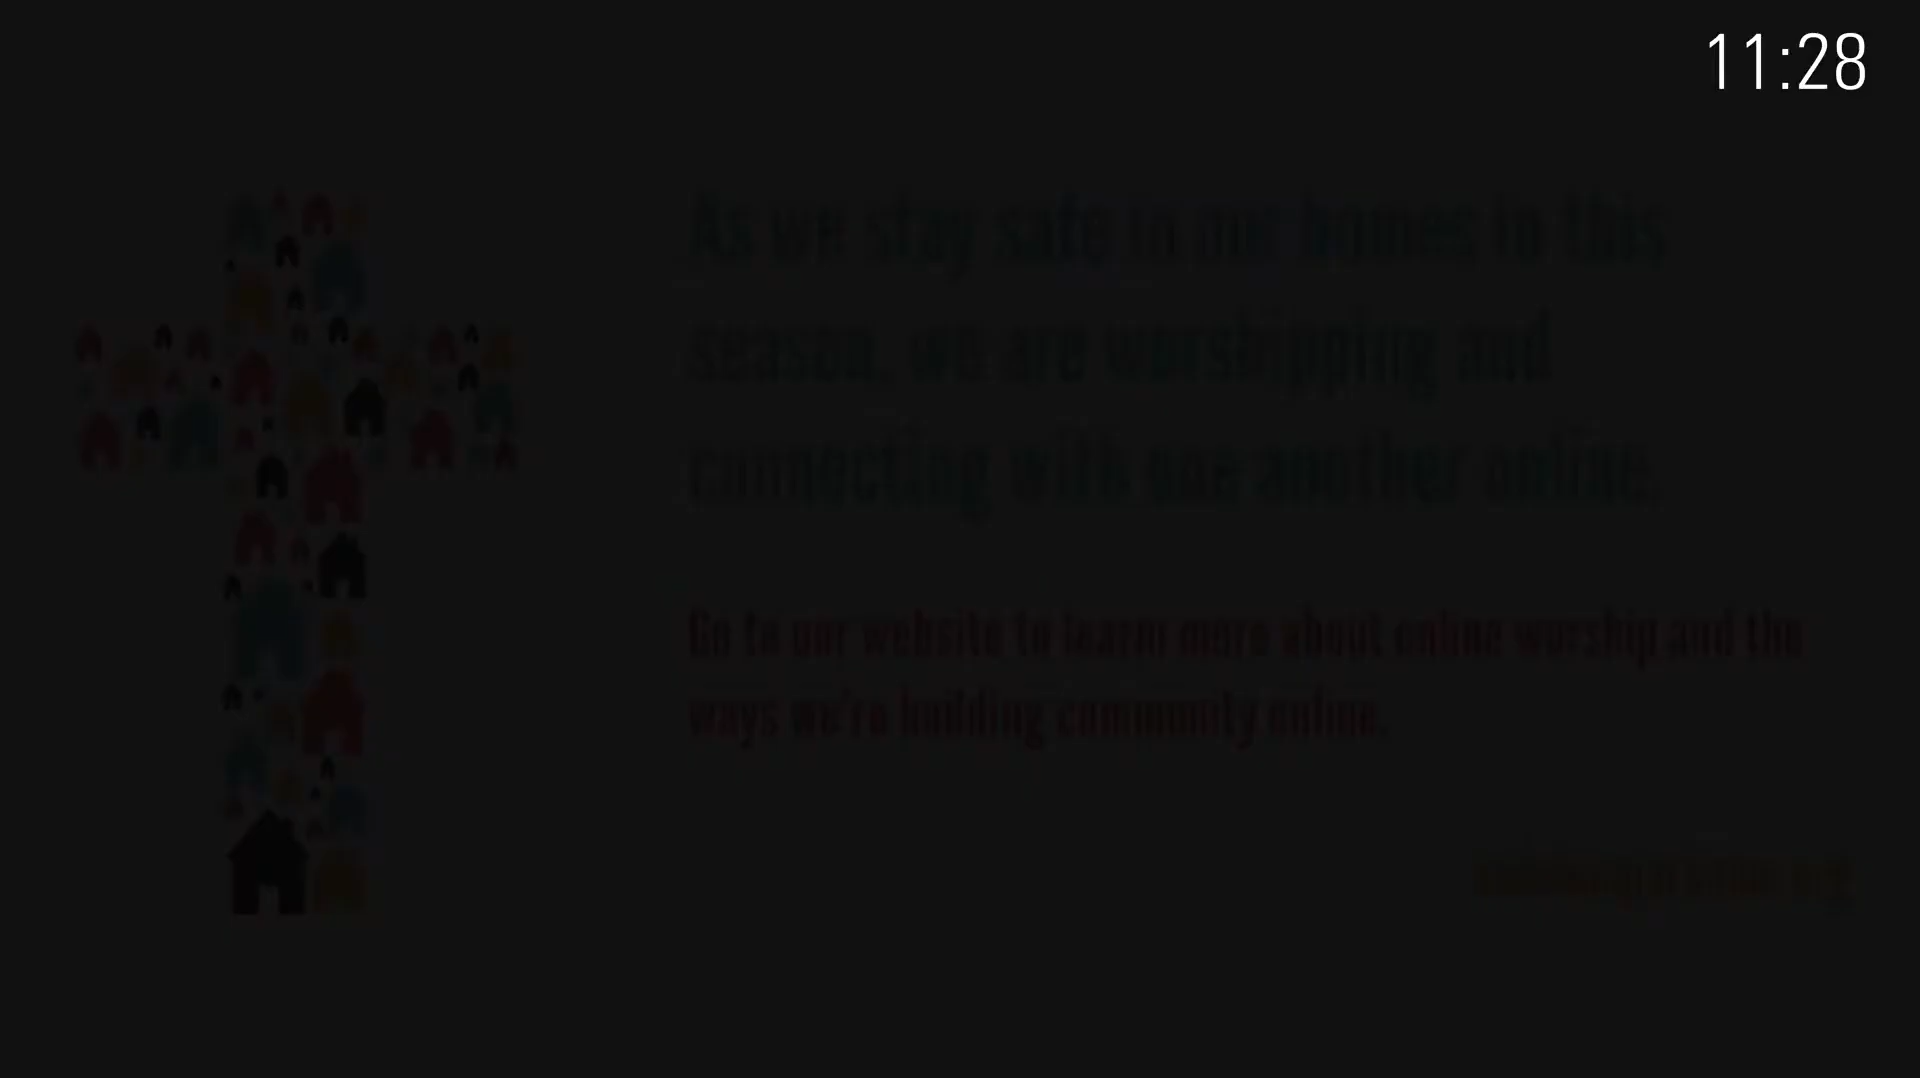 11:28
As we stay safe in our homes in this
season, we are worshipping and
connecting with one another online.
Go to our website to learn more about online worship and the
ways we're building community online.